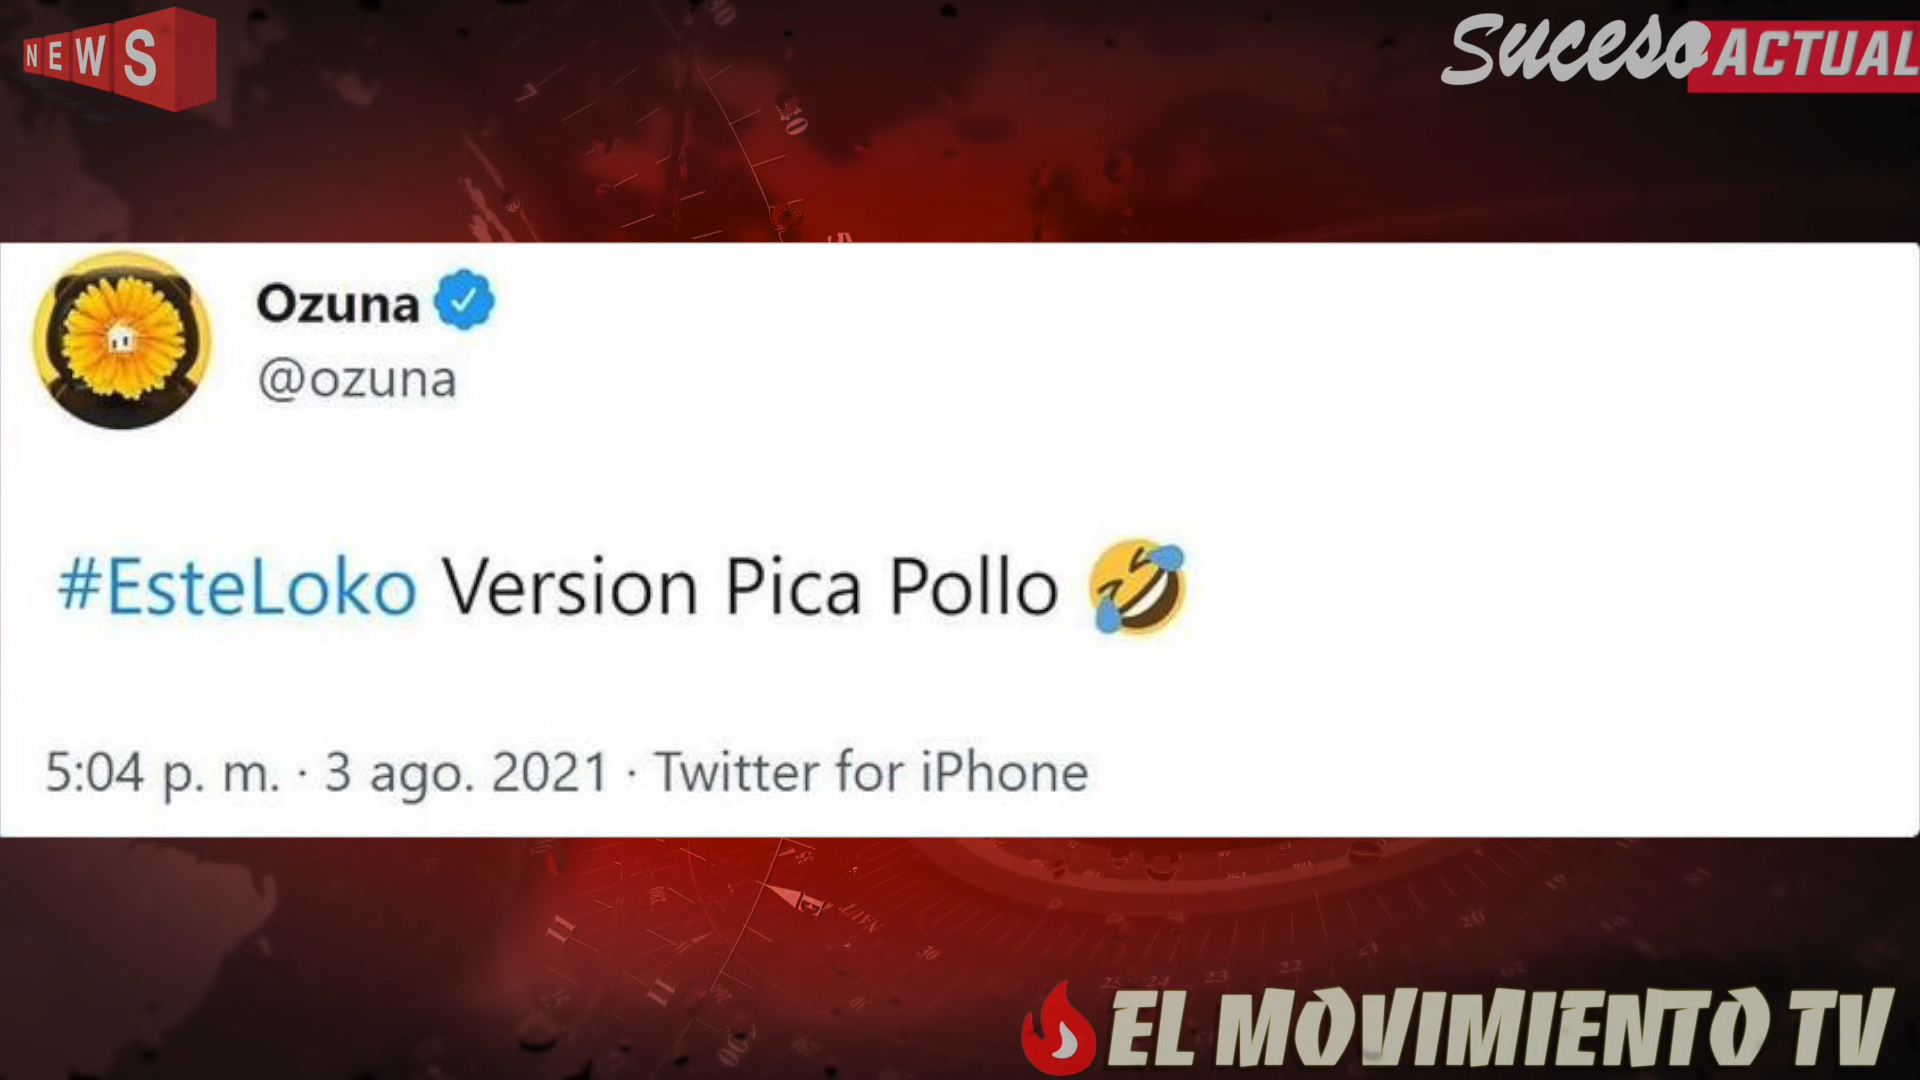 NEWS
Suceso ACTUAL
Ozuna
@ozuna
#EsteLoko Version Pica Pollo 🤣
5:04 p. m. · 3 ago. 2021 · Twitter for iPhone
EL MOVIMIENTO TV